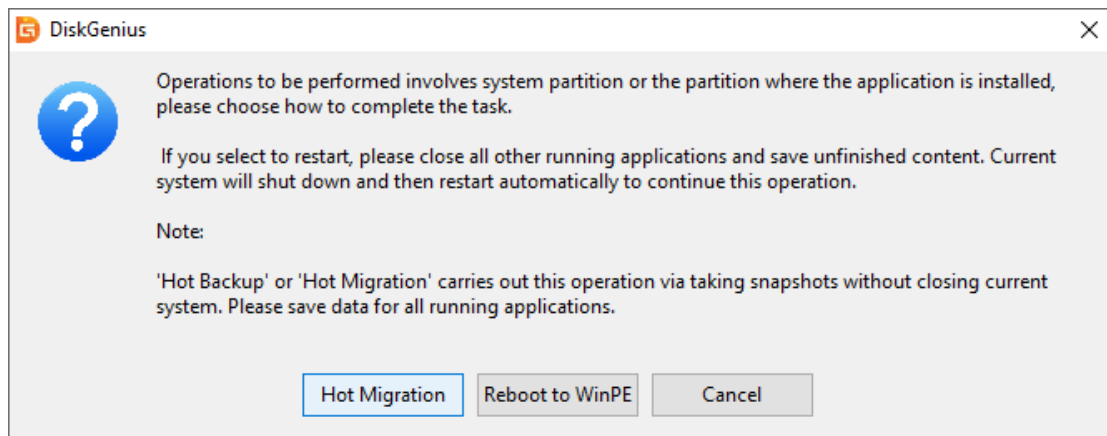 DiskGenius
Operations to be performed involves system partition or the partition where the application is installed,
please choose how to complete the task.
If you select to restart, please close all other running applications and save unfinished content. Current
system will shut down and then restart automatically to continue this operation.
Note:
'Hot Backup' or 'Hot Migration' carries out this operation via taking snapshots without closing current
system. Please save data for all running applications.
Hot Migration
Reboot to WinPE
Cancel